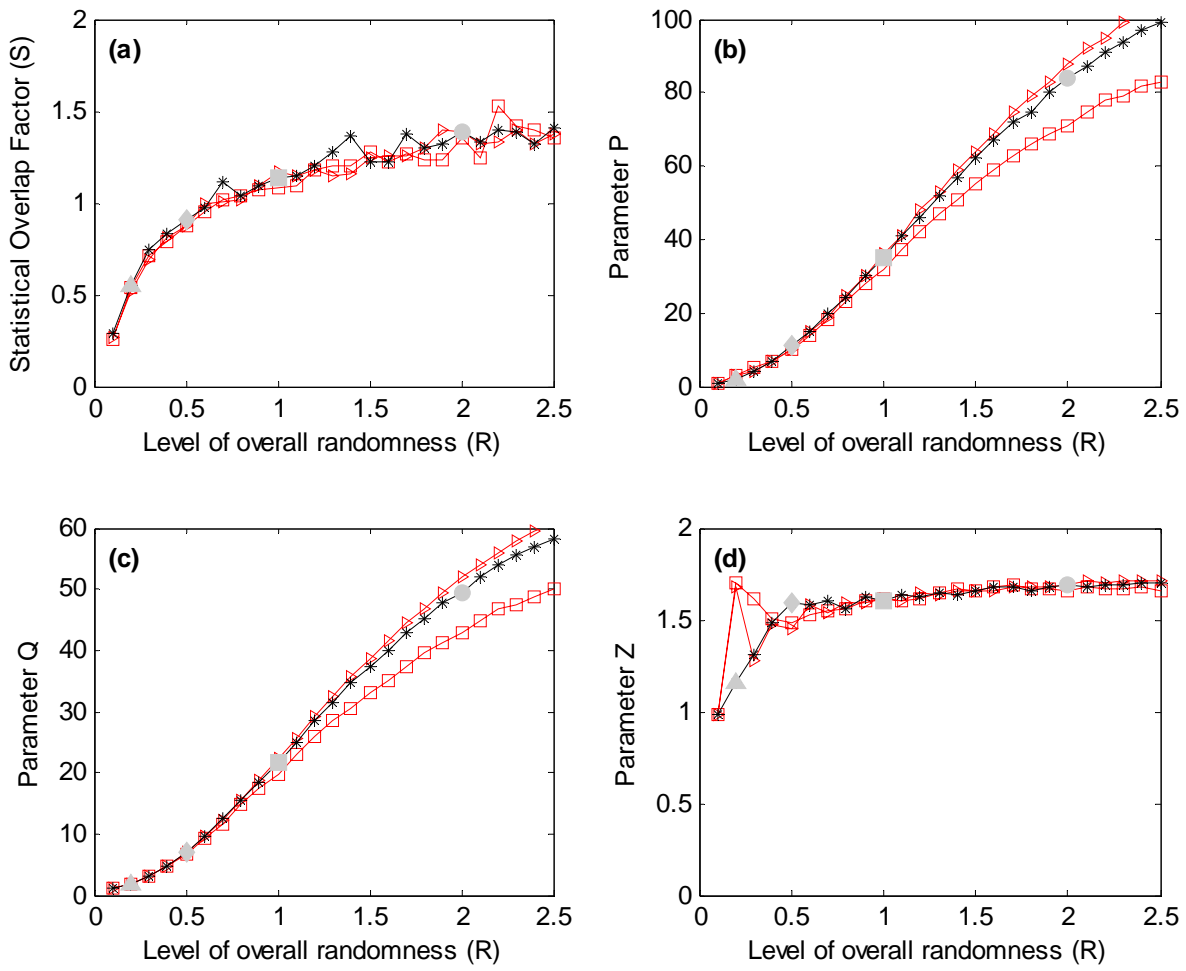 (a)
Statistical Overlap Factor (S)
2
1.5
1
0.5
0
0 0.5 1 1.5 2 2.5
Level of overall randomness (R)
(b)
Parameter P
100
80
60
40
20
0
0 0.5 1 1.5 2 2.5
Level of overall randomness (R)
(c)
Parameter Q
60
50
40
30
20
10
0
0 0.5 1 1.5 2 2.5
Level of overall randomness (R)
(d)
Parameter Z
2
1.5
1
0.5
0
0 0.5 1 1.5 2 2.5
Level of overall randomness (R)